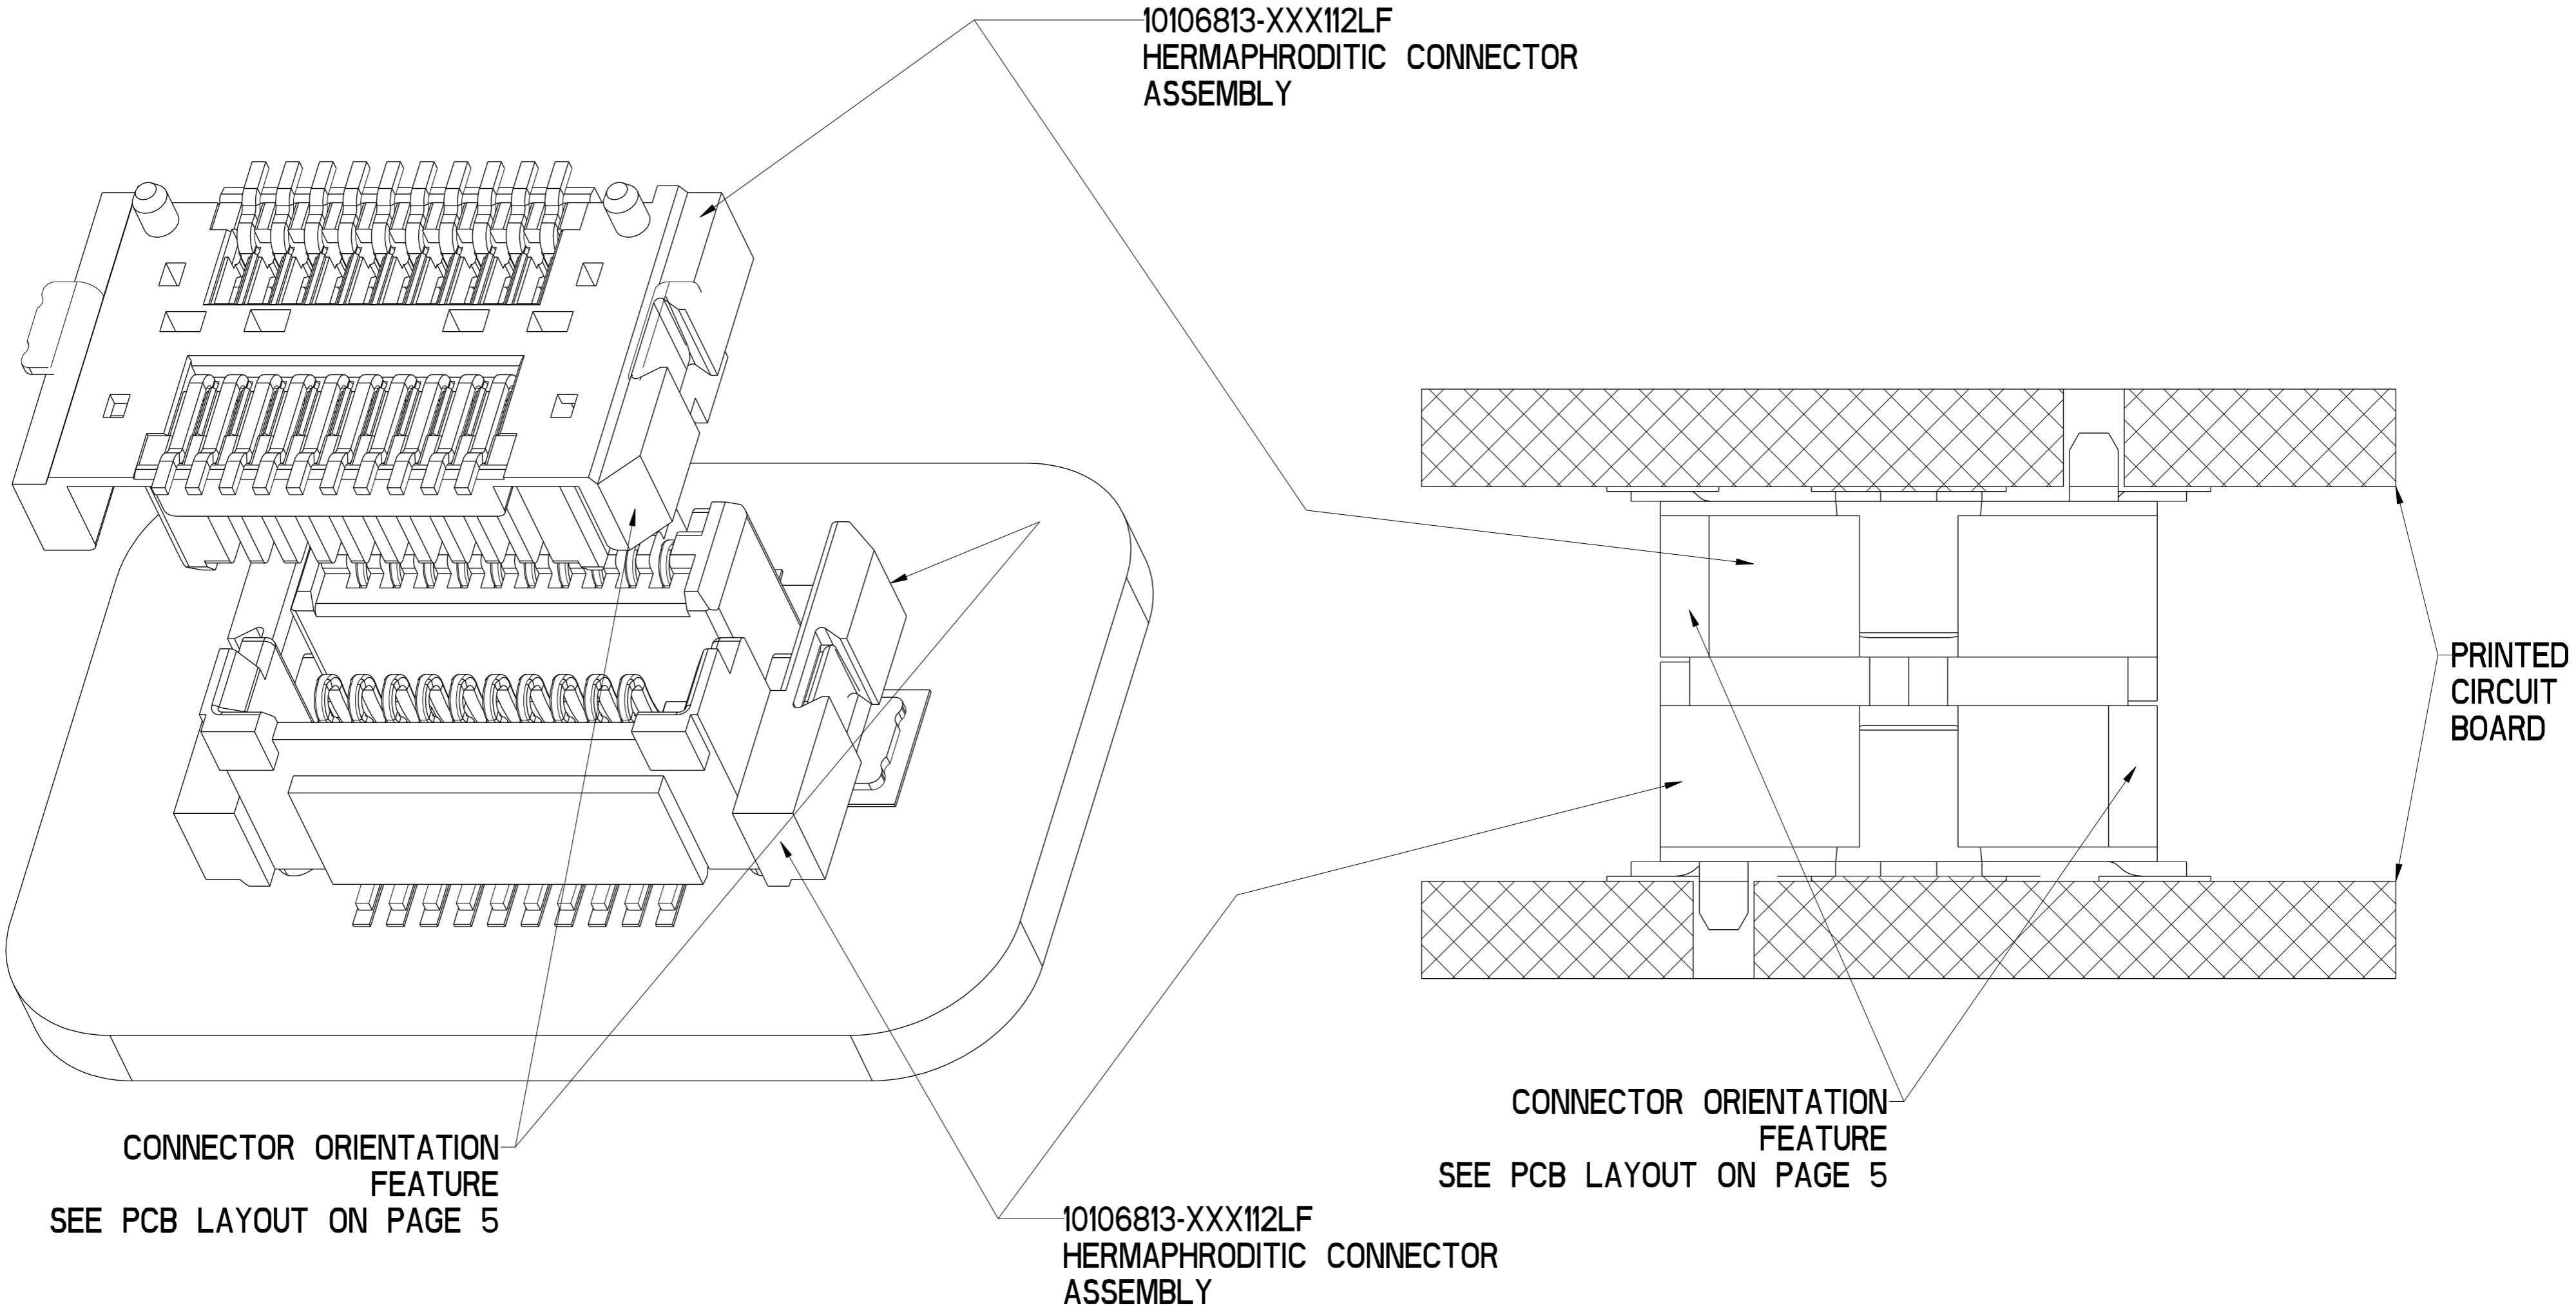 10106813-XXX112LF
HERMAPHRODITIC CONNECTOR
ASSEMBLY
PRINTED
CIRCUIT
BOARD
CONNECTOR ORIENTATION
FEATURE
SEE PCB LAYOUT ON PAGE 5
CONNECTOR ORIENTATION
FEATURE
SEE PCB LAYOUT ON PAGE 5
10106813-XXX112LF
HERMAPHRODITIC CONNECTOR
ASSEMBLY